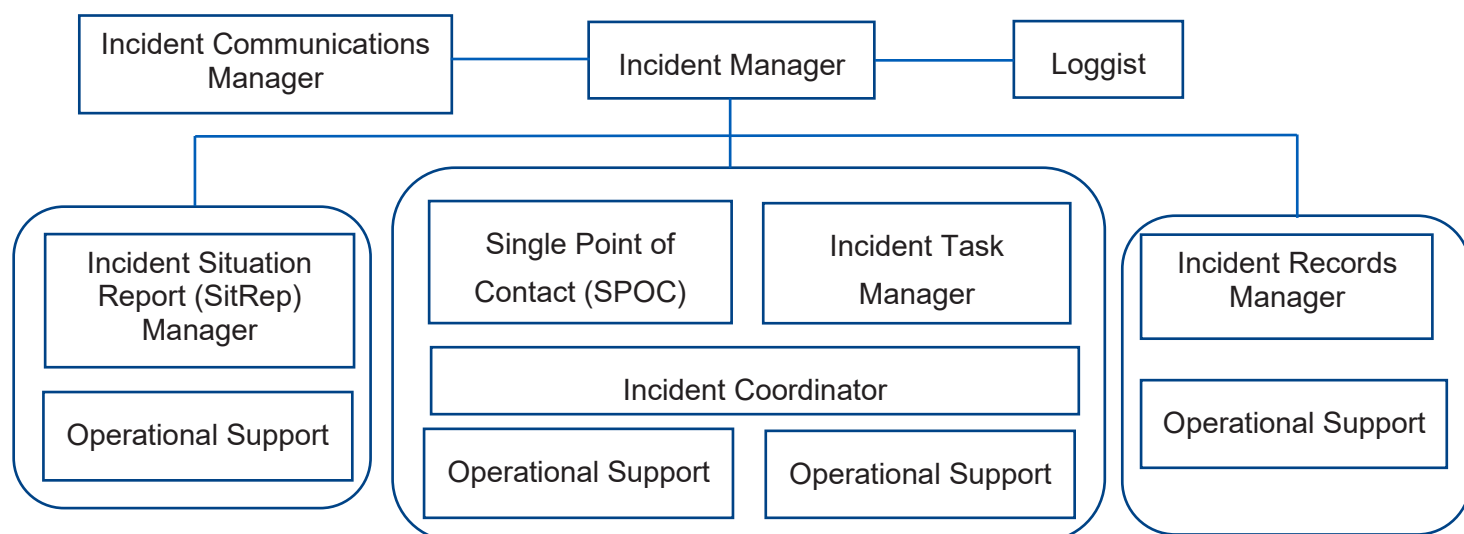 Incident Communications
Manager
Incident Manager
Loggist
Incident Situation
Report (SitRep)
Manager
Operational Support
Single Point of
Contact (SPOC)
Incident Task
Manager
Incident Coordinator
Operational Support
Operational Support
Incident Records
Manager
Operational Support